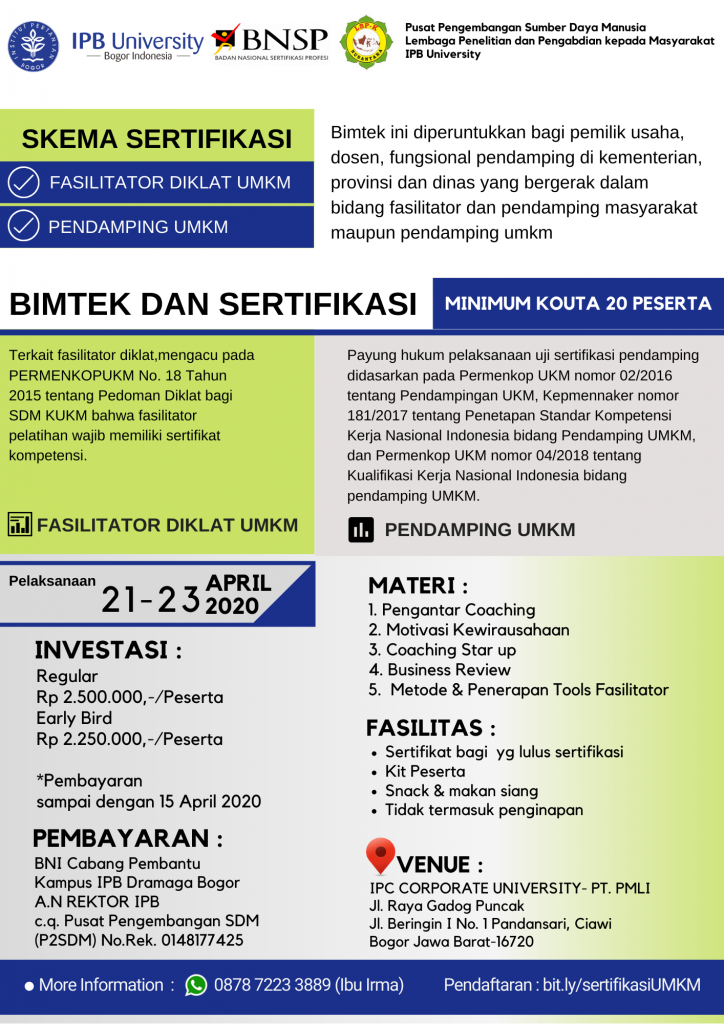 INSTITUT PERTANIAN BOGOR
IPB University
Bogor Indonesia
BNSP
BADAN NASIONAL SERTIFIKASI PROFESI
Pusat Pengembangan Sumber Daya Manusia
Lembaga Penelitian dan Pengabdian kepada Masyarakat
IPB University
SKEMA SERTIFIKASI
FASILITATOR DIKLAT UMKM
PENDAMPING UMKM
Bimtek ini diperuntukkan bagi pemilik usaha,
dosen, fungsional pendamping di kementerian,
provinsi dan dinas yang bergerak dalam
bidang fasilitator dan pendamping masyarakat
maupun pendamping umkm
BIMTEK DAN SERTIFIKASI
MINIMUM KOUTA 20 PESERTA
Terkait fasilitator diklat,mengacu pada
PERMENKOPUKM No. 18 Tahun
2015 tentang Pedoman Diklat bagi
SDM KUKM bahwa fasilitator
pelatihan wajib memiliki sertifikat
kompetensi.
FASILITATOR DIKLAT UMKM
Payung hukum pelaksanaan uji sertifikasi pendamping
didasarkan pada Permenkop UKM nomor 02/2016
tentang Pendampingan UKM, Kepmennaker nomor
181/2017 tentang Penetapan Standar Kompetensi
Kerja Nasional Indonesia bidang Pendamping UMKM,
dan Permenkop UKM nomor 04/2018 tentang
Kualifikasi Kerja Nasional Indonesia bidang
pendamping UMKM.
PENDAMPING UMKM
Pelaksanaan 21-23 APRIL
2020
INVESTASI :
Regular
Rp 2.500.000,-/Peserta
Early Bird
Rp 2.250.000,-/Peserta
*Pembayaran
sampai dengan 15 April 2020
PEMBAYARAN :
BNI Cabang Pembantu
Kampus IPB Dramaga Bogor
A.N REKTOR IPB
c.q. Pusat Pengembangan SDM
(P2SDM) No.Rek. 0148177425
MATERI :
1. Pengantar Coaching
2. Motivasi Kewirausahaan
3. Coaching Star up
4. Business Review
5. Metode & Penerapan Tools Fasilitator
FASILITAS :
• Sertifikat bagi yg lulus sertifikasi
• Kit Peserta
• Snack & makan siang
• Tidak termasuk penginapan
VENUE :
IPC CORPORATE UNIVERSITY- PT. PMLI
Jl. Raya Gadog Puncak
Jl. Beringin I No. 1 Pandansari, Ciawi
Bogor Jawa Barat-16720
• More Information : 0878 7223 3889 (Ibu Irma)
Pendaftaran : bit.ly/sertifikasiUMKM